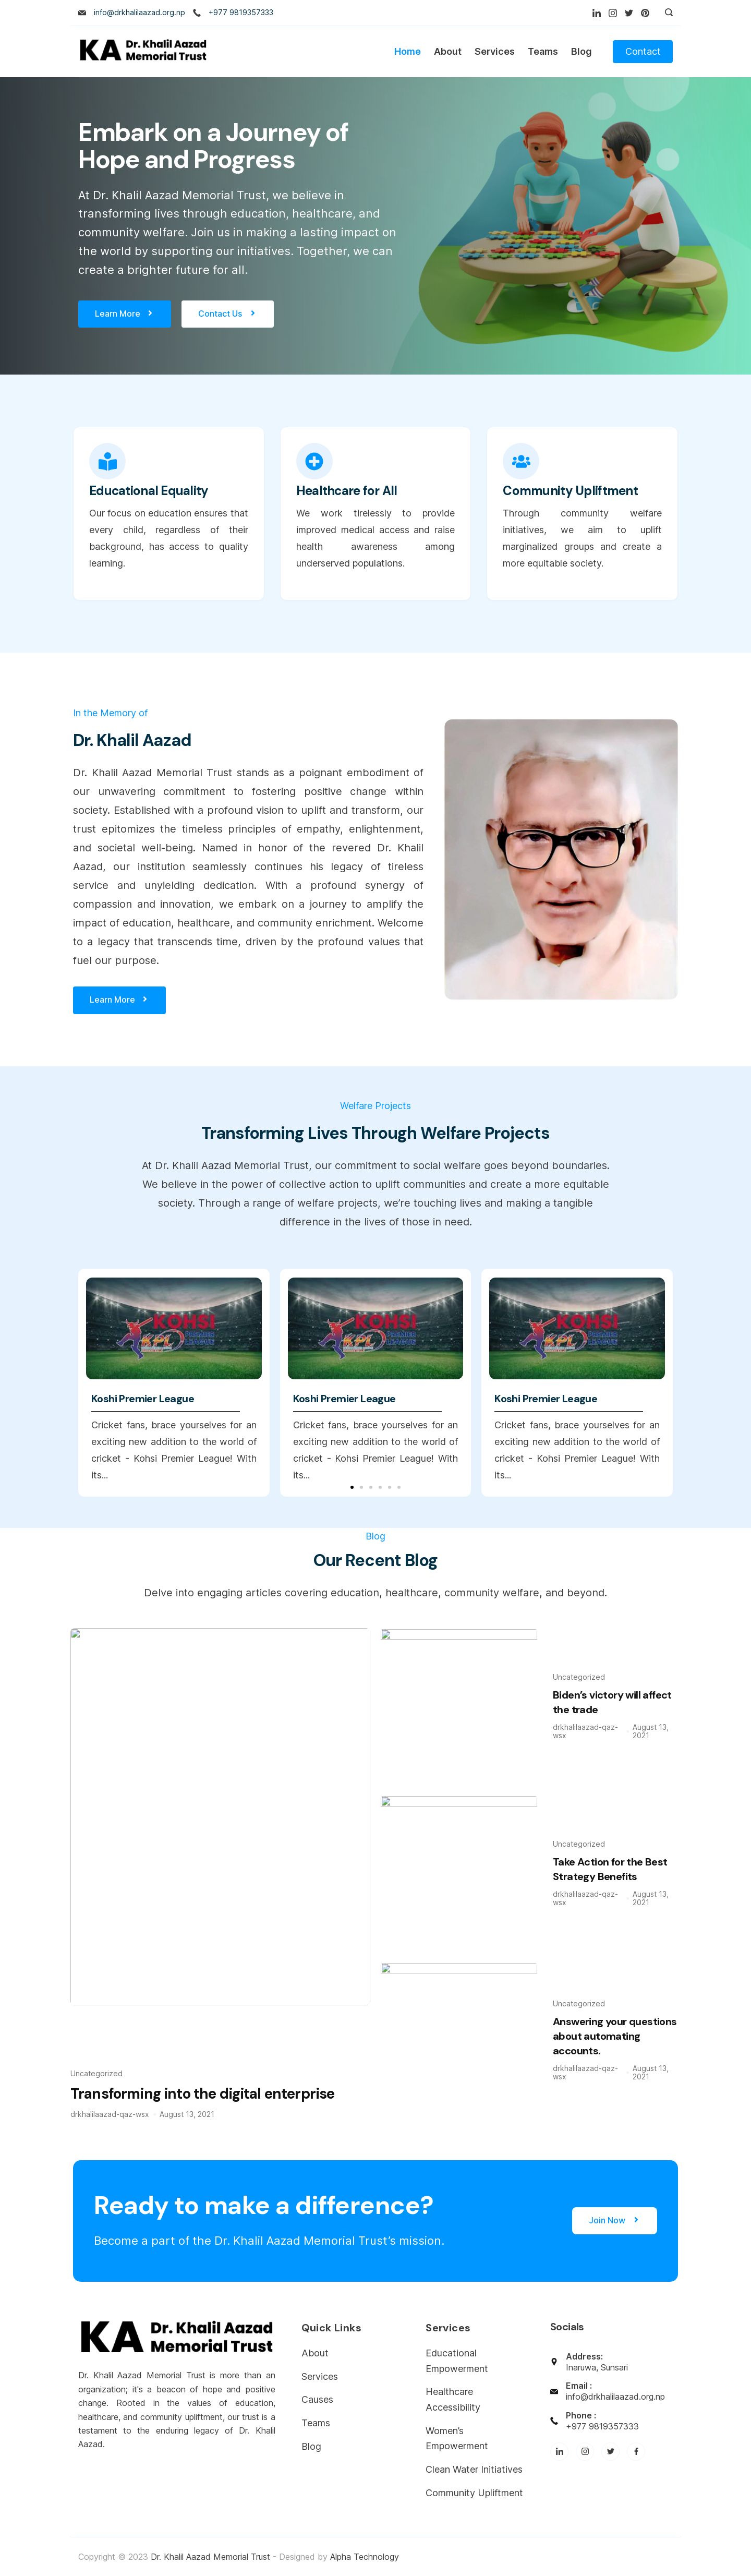 info@drkhalilaazad.org.np +977 9819357333
KA Dr. Khalil Aazad
Memorial Trust
Home About Services Teams Blog Contact
Embark on a Journey of
Hope and Progress
At Dr. Khalil Aazad Memorial Trust, we believe in
transforming lives through education, healthcare, and
community welfare. Join us in making a lasting impact on
the world by supporting our initiatives. Together, we can
create a brighter future for all.
Learn More Contact Us
Educational Equality
Our focus on education ensures that
every child, regardless of their
background, has access to quality
learning.
Healthcare for All
We work tirelessly to provide
improved medical access and raise
health awareness among
underserved populations.
Community Upliftment
Through community welfare
initiatives, we aim to uplift
marginalized groups and create a
more equitable society.
In the Memory of
Dr. Khalil Aazad
Dr. Khalil Aazad Memorial Trust stands as a poignant embodiment of
our unwavering commitment to fostering positive change within
society. Established with a profound vision to uplift and transform, our
trust epitomizes the timeless principles of empathy, enlightenment,
and societal well-being. Named in honor of the revered Dr. Khalil
Aazad, our institution seamlessly continues his legacy of tireless
service and unyielding dedication. With a profound synergy of
compassion and innovation, we embark on a journey to amplify the
impact of education, healthcare, and community enrichment. Welcome
to a legacy that transcends time, driven by the profound values that
fuel our purpose.
Learn More
Welfare Projects
Transforming Lives Through Welfare Projects
At Dr. Khalil Aazad Memorial Trust, our commitment to social welfare goes beyond boundaries.
We believe in the power of collective action to uplift communities and create a more equitable
society. Through a range of welfare projects, we're touching lives and making a tangible
difference in the lives of those in need.
KOHSI
PREMIER
LEAGUE
Koshi Premier League
Cricket fans, brace yourselves for an
exciting new addition to the world of
cricket - Kohsi Premier League! With
its...
KOHSI
PREMIER
LEAGUE
Koshi Premier League
Cricket fans, brace yourselves for an
exciting new addition to the world of
cricket - Kohsi Premier League! With
its...
KOHSI
PREMIER
LEAGUE
Koshi Premier League
Cricket fans, brace yourselves for an
exciting new addition to the world of
cricket - Kohsi Premier League! With
its...
Blog
Our Recent Blog
Delve into engaging articles covering education, healthcare, community welfare, and beyond.
Uncategorized
Transforming into the digital enterprise
drkhalilaazad-qaz-wsx · August 13, 2021
Uncategorized
Biden's victory will affect
the trade
drkhalilaazad-qaz-wsx · August 13, 2021
Uncategorized
Take Action for the Best
Strategy Benefits
drkhalilaazad-qaz-wsx · August 13, 2021
Uncategorized
Answering your questions
about automating
accounts.
drkhalilaazad-qaz-wsx · August 13, 2021
Ready to make a difference?
Become a part of the Dr. Khalil Aazad Memorial Trust's mission.
Join Now
KA Dr. Khalil Aazad
Memorial Trust
Dr. Khalil Aazad Memorial Trust is more than an
organization; it's a beacon of hope and positive
change. Rooted in the values of education,
healthcare, and community upliftment, our trust is a
testament to the enduring legacy of Dr. Khalil
Aazad.
Quick Links
About
Services
Causes
Teams
Blog
Services
Educational
Empowerment
Healthcare
Accessibility
Women's
Empowerment
Clean Water Initiatives
Community Upliftment
Socials
Address:
Inaruwa, Sunsari
Email :
info@drkhalilaazad.org.np
Phone :
+977 9819357333
Copyright © 2023 Dr. Khalil Aazad Memorial Trust - Designed by Alpha Technology